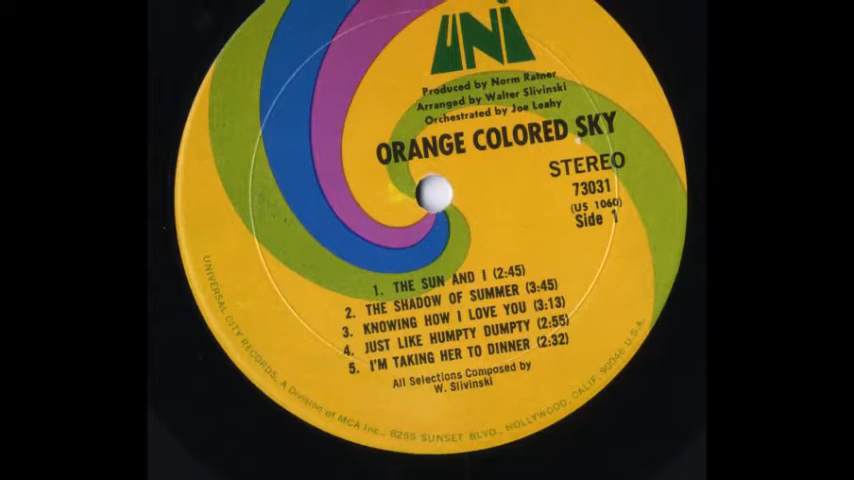 UNI
Produced by Norm Ratner
Arranged by Walter Slivinski
Orchestrated by Joe Leahy
ORANGE COLORED SKY
STEREO
73031
(US 1060)
Side 1
1. THE SUN AND I (2:45)
2. THE SHADOW OF SUMMER (3:45)
3. KNOWING HOW I LOVE YOU (3:13)
4. JUST LIKE HUMPTY DUMPTY (2:55)
5. I'M TAKING HER TO DINNER (2:32)
All Selections Composed by
W. Slivinski
UNIVERSAL CITY RECORDS, A Division of MCA Inc., 8255 SUNSET BLVD., HOLLYWOOD, CALIF. 90046 U.S.A.